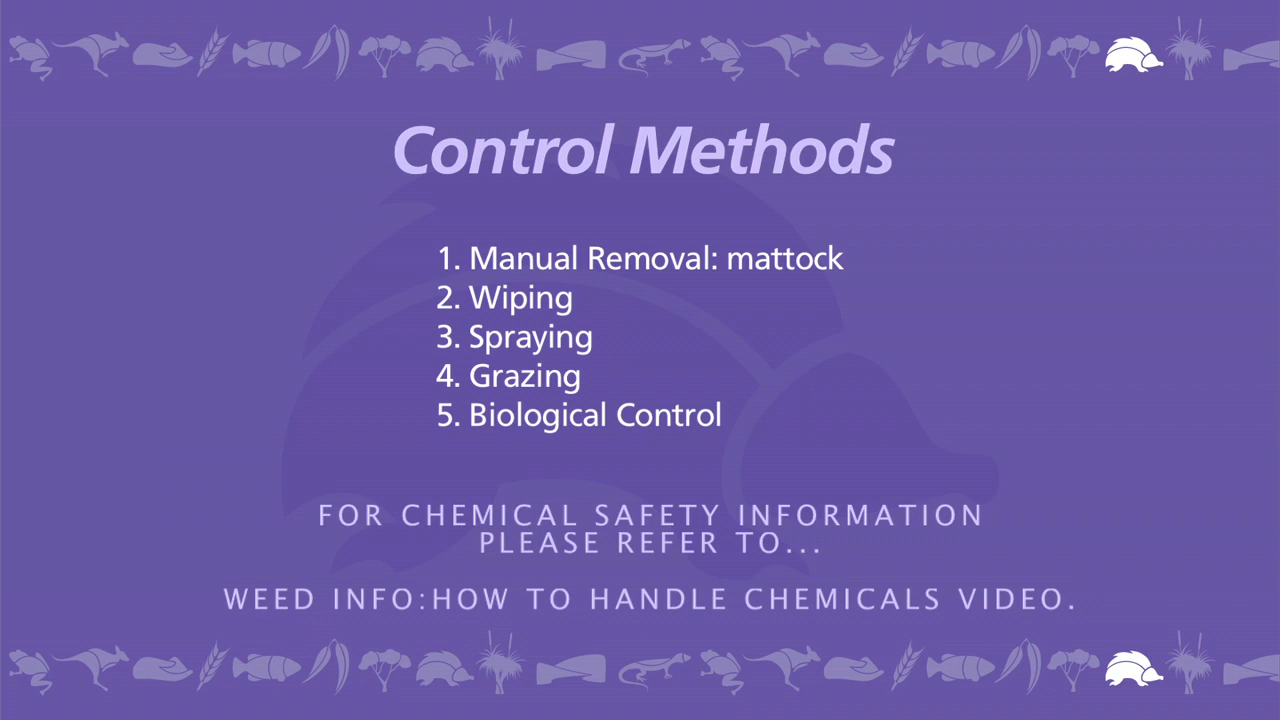 Control Methods
1. Manual Removal: mattock
2. Wiping
3. Spraying
4. Grazing
5. Biological Control
FOR CHEMICAL SAFETY INFORMATION
PLEASE REFER TO...
WEED INFO:HOW TO HANDLE CHEMICALS VIDEO.